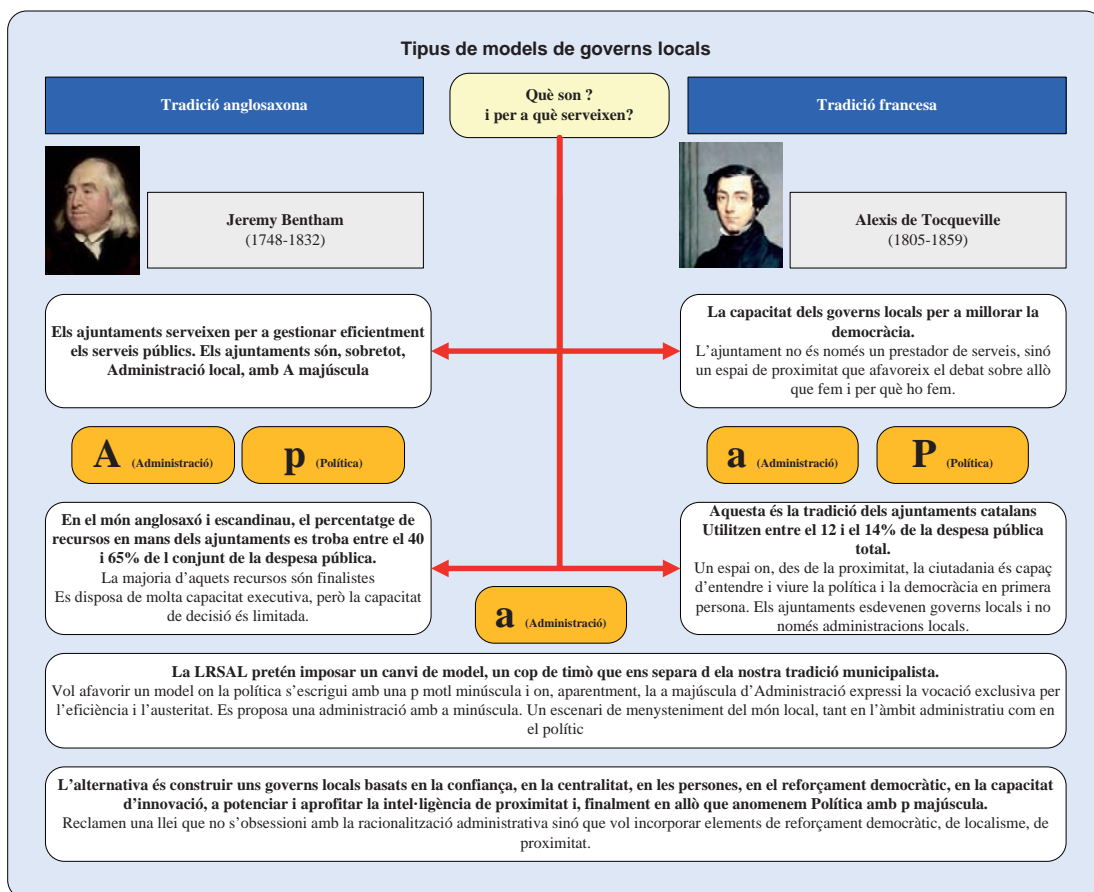 Tipus de models de governs locals
Tradició anglosaxona
Què son ?
i per a què serveixen?
Tradició francesa
Jeremy Bentham
(1748-1832)
Alexis de Tocqueville
(1805-1859)
Els ajuntaments serveixen per a gestionar eficientment
els serveis públics. Els ajuntaments són, sobretot,
Administració local, amb A majúscula
La capacitat dels governs locals per a millorar la
democràcia.
L'ajuntament no és només un prestador de serveis, sinó
un espai de proximitat que afavoreix el debat sobre allò
que fem i per què ho fem.
A (Administració)
p (Política)
a (Administració)
P (Política)
En el món anglosaxó i escandinau, el percentatge de
recursos en mans dels ajuntaments es troba entre el 40
i 65% de l conjunt de la despesa pública.
La majoria d'aquets recursos són finalistes
Es disposa de molta capacitat executiva, però la capacitat
de decisió és limitada.
Aquesta és la tradició dels ajuntaments catalans
Utilitzen entre el 12 i el 14% de la despesa pública
total.
Un espai on, des de la proximitat, la ciutadania és capaç
d'entendre i viure la política i la democràcia en primera
persona. Els ajuntaments esdevenen governs locals i no
només administracions locals.
a (Administració)
La LRSAL pretén imposar un canvi de model, un cop de timò que ens separa d ela nostra tradició municipalista.
Vol afavorir un model on la política s'escrigui amb una p motl minúscula i on, aparentment, la a majúscula d'Administració expressi la vocació exclusiva per
l'eficiència i l'austeritat. Es proposa una administració amb a minúscula. Un escenari de menysteniment del món local, tant en l'àmbit administratiu com en
el polític
L'alternativa és construir uns governs locals basats en la confiança, en la centralitat, en les persones, en el reforçament democràtic, en la capacitat
d'innovació, a potenciar i aprofitar la intel·ligència de proximitat i, finalment en allò que anomenem Política amb p majúscula.
Reclamen una llei que no s'obsessioni amb la racionalització administrativa sinó que vol incorporar elements de reforçament democràtic, de localisme, de
proximitat.